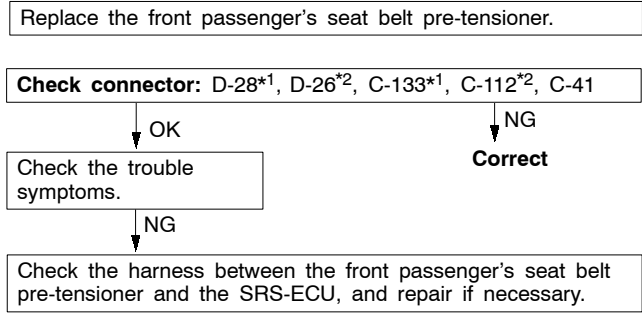 Replace the front passenger's seat belt pre-tensioner.
Check connector: D-28*1, D-26*2, C-133*1, C-112*2, C-41
OK
NG
Correct
Check the trouble
symptoms.
NG
Check the harness between the front passenger's seat belt
pre-tensioner and the SRS-ECU, and repair if necessary.